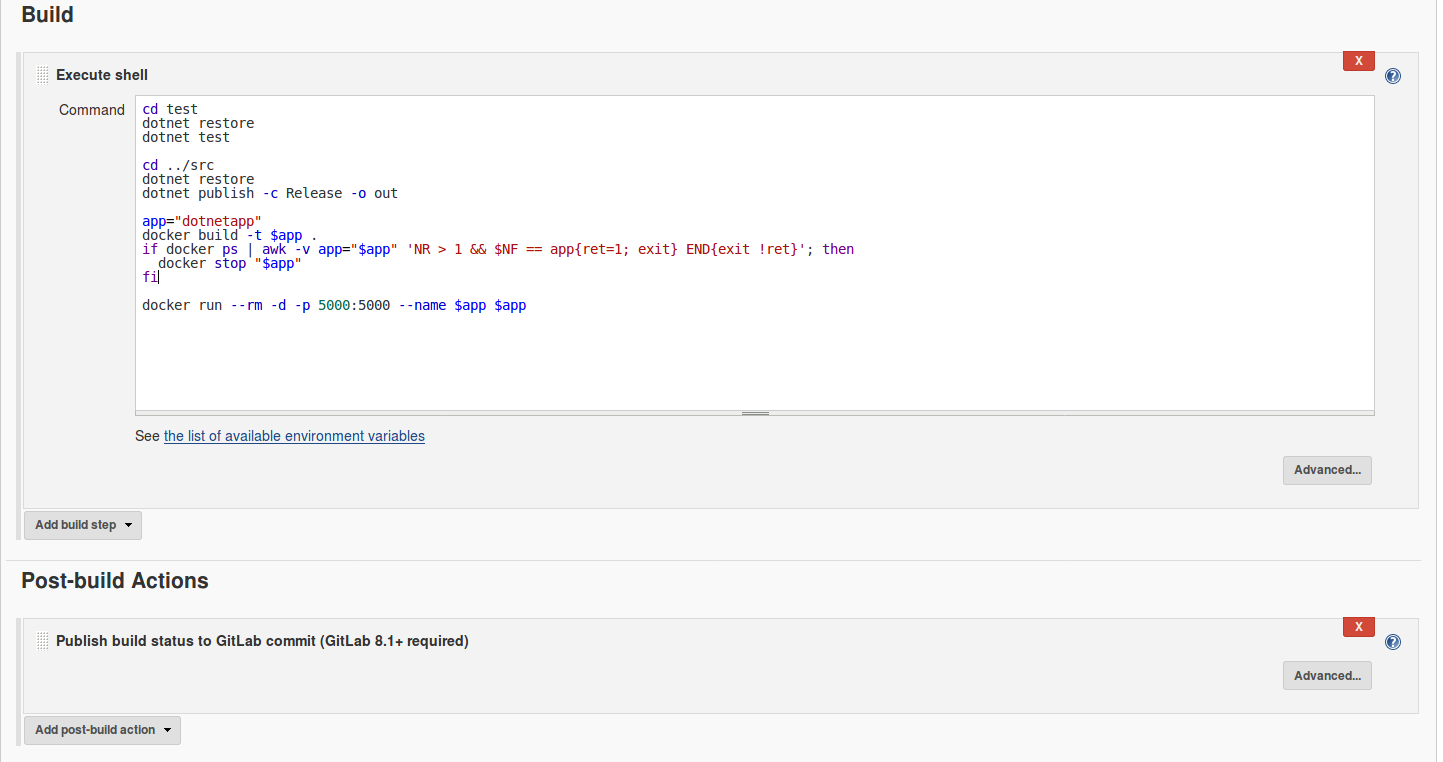 Build
X
Execute shell
Command
cd test
dotnet restore
dotnet test
cd ../src
dotnet restore
dotnet publish -c Release -o out
app="dotnetapp"
docker build -t $app .
if docker ps | awk -v app="$app" 'NR > 1 && $NF == app{ret=1; exit} END{exit !ret}'; then
  docker stop "$app"
fi
docker run --rm -d -p 5000:5000 --name $app $app
See the list of available environment variables
Advanced...
Add build step
Post-build Actions
X
Publish build status to GitLab commit (GitLab 8.1+ required)
Advanced...
Add post-build action